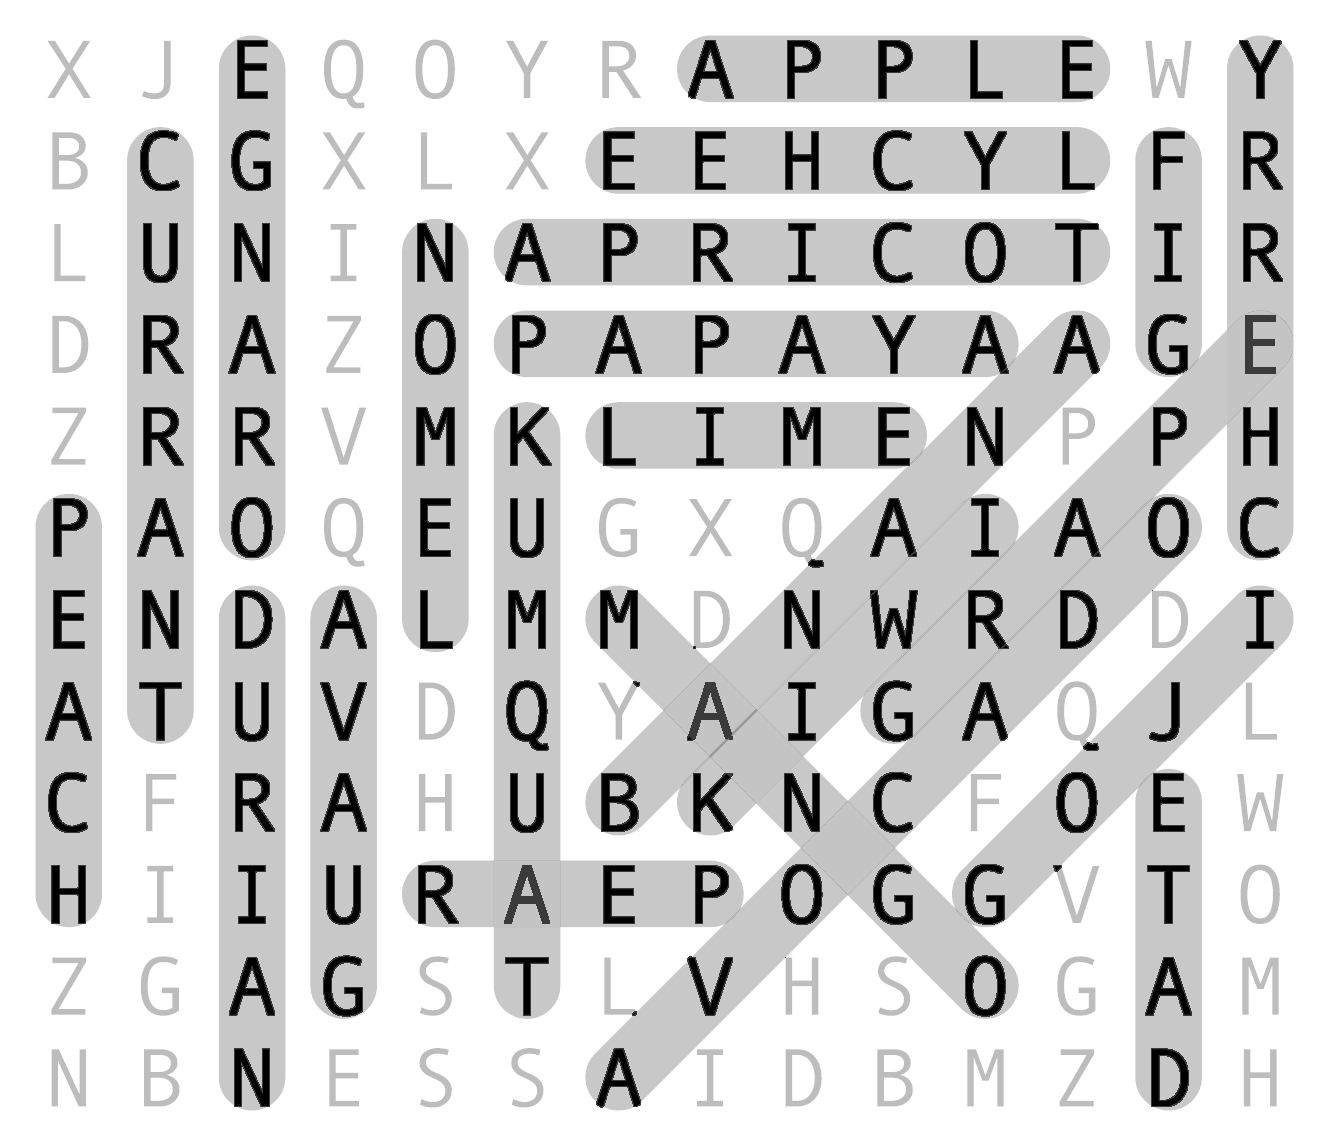 X J E Q O Y R A P P L E W Y
B C G X L X E E H C Y L F R
L U N I N A P R I C O T I R
D R A Z O P A P A Y A A G E
Z R R V M K L I M E N P P H
P A O Q E U G X Q A I A O C
E N D A L M M D N W R D D I
A T U V D Q Y A I G A Q J L
C F R A H U B K N C F O E W
H I I U R A E P O G G V T O
Z G A G S T L V H S O G A M
N B N E S S A I D B M Z D H